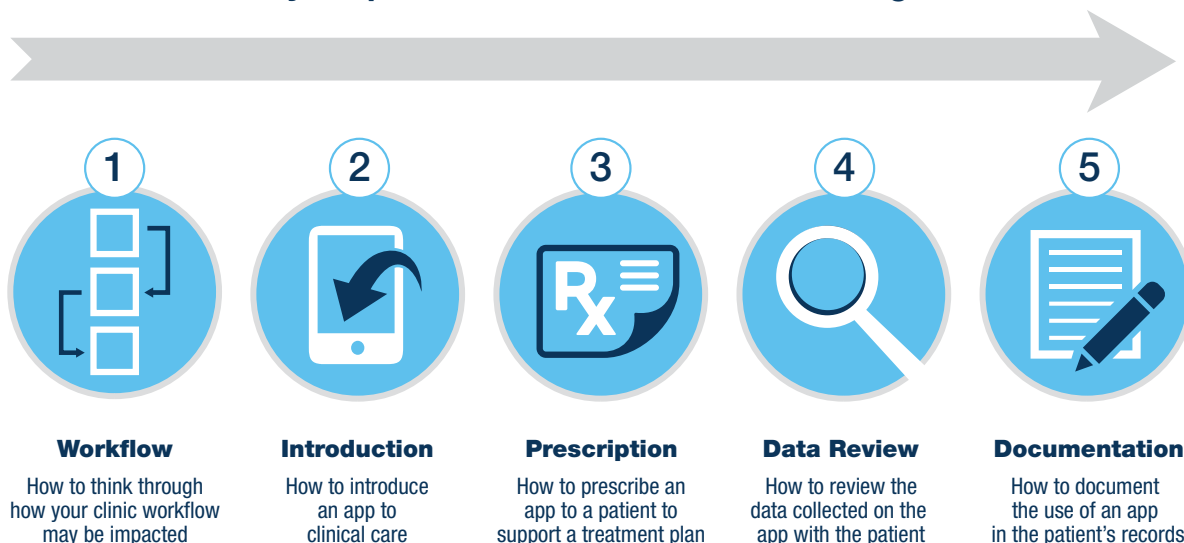 1
2
3
4
5
Rx
Workflow
How to think through
how your clinic workflow
may be impacted
Introduction
How to introduce
an app to
clinical care
Prescription
How to prescribe an
app to a patient to
support a treatment plan
Data Review
How to review the
data collected on the
app with the patient
Documentation
How to document
the use of an app
in the patient’s records